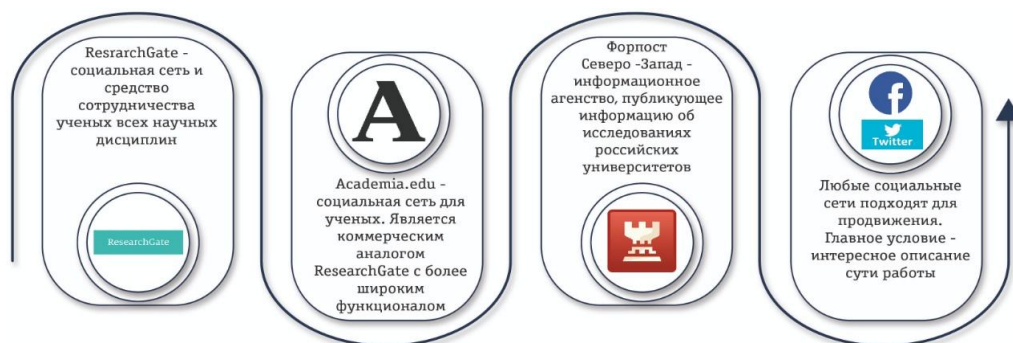 ResrarchGate -
социальная сеть и
средство
сотрудничества
ученых всех научных
дисциплин
ResearchGate
A
Academia.edu -
социальная сеть для
ученых. Является
коммерческим
аналогом
ResearchGate с более
широким
функционалом
Форпост
Северо -Запад -
информационное
агенство, публикующее
информацию об
исследованиях
российских
университетов
f
Twitter
Любые социальные
сети подходят для
продвижения.
Главное условие -
интересное описание
сути работы